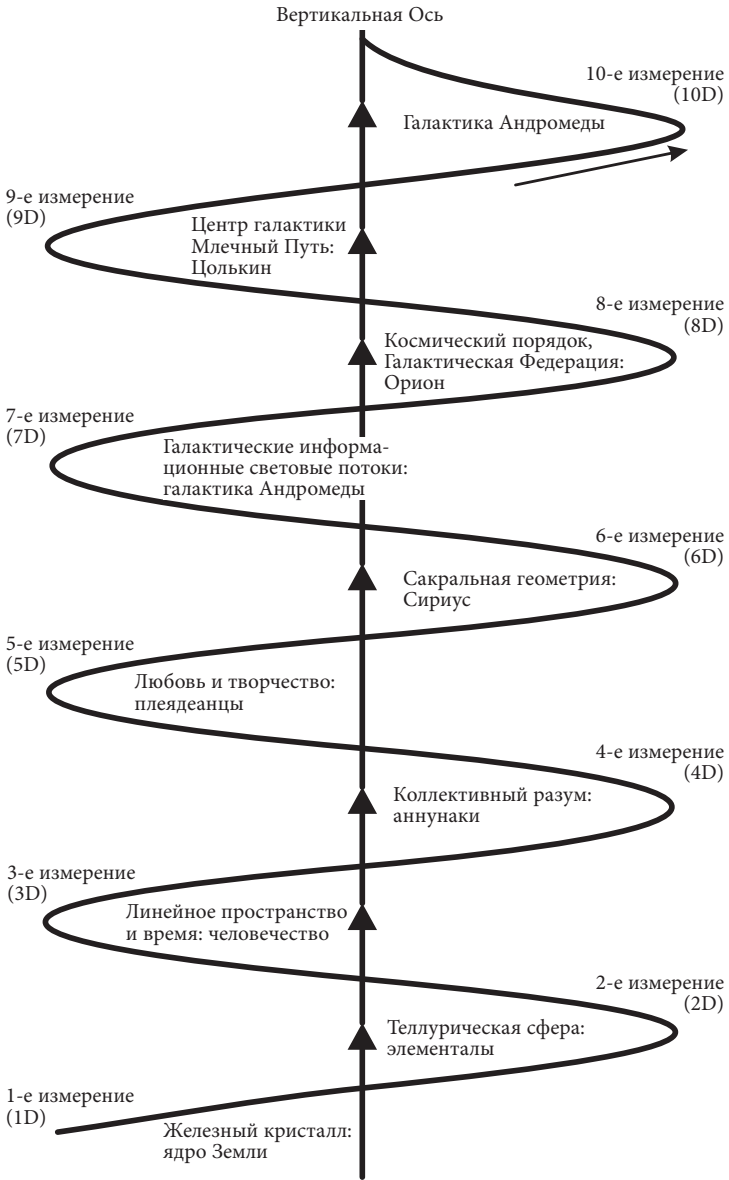 Вертикальная Ось
10-е измерение
(10D)
Галактика Андромеды
9-е измерение
(9D)
Центр галактики
Млечный Путь:
Цолькин
8-е измерение
(8D)
Космический порядок,
Галактическая Федерация:
Орион
7-е измерение
(7D)
Галактические информа-
ционные световые потоки:
галактика Андромеды
6-е измерение
(6D)
Сакральная геометрия:
Сириус
5-е измерение
(5D)
Любовь и творчество:
плеядеанцы
4-е измерение
(4D)
Коллективный разум:
аннунаки
3-е измерение
(3D)
Линейное пространство
и время: человечество
2-е измерение
(2D)
Теллурическая сфера:
элементалы
1-е измерение
(1D)
Железный кристалл:
ядро Земли